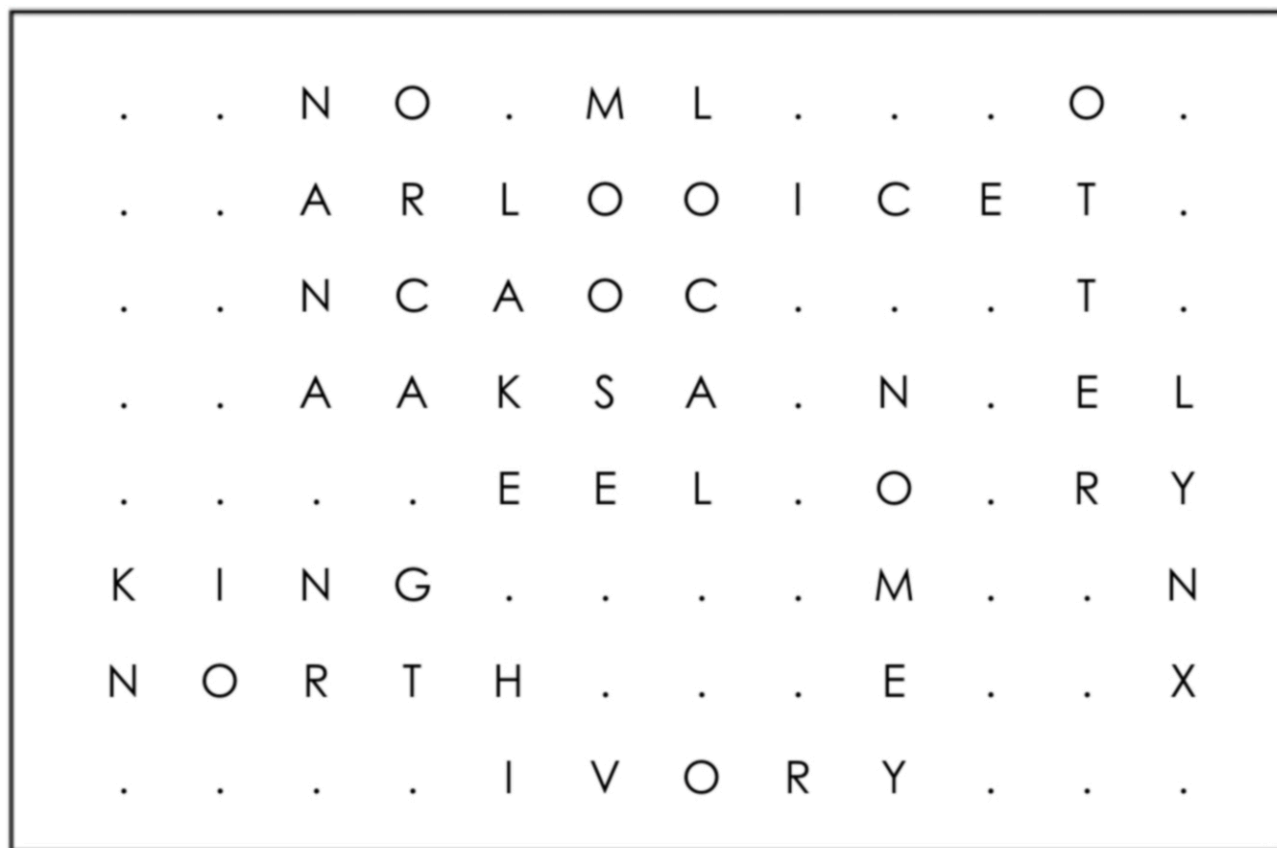 . . N O . M L . . . O .
. . A R L O O I C E T .
. . N C A O C . . . T .
. . A A K S A . N . E L
. . . . E E L . O . R Y
K I N G . . . . M . . N
N O R T H . . . E . . X
. . . . I V O R Y . . .